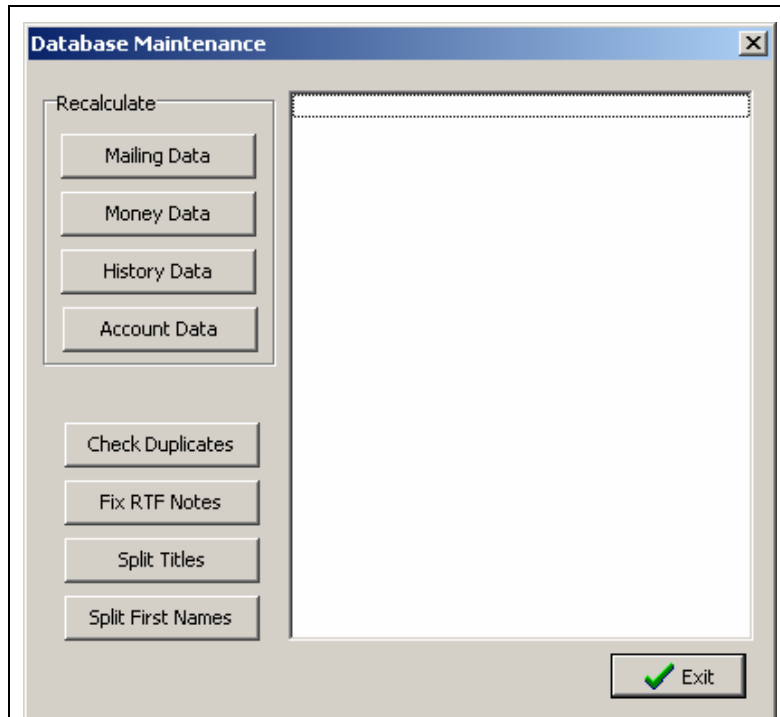 Database Maintenance
Recalculate
Mailing Data
Money Data
History Data
Account Data
Check Duplicates
Fix RTF Notes
Split Titles
Split First Names
Exit